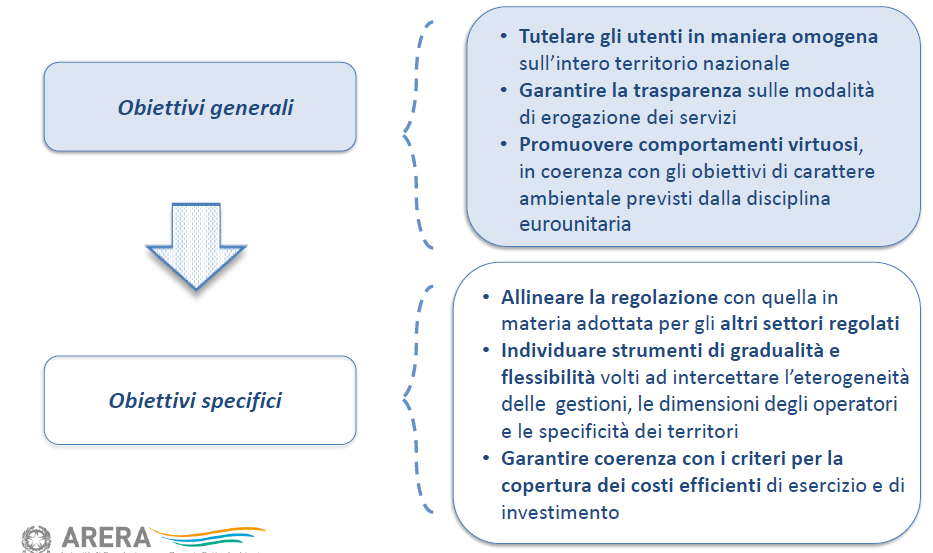 Obiettivi generali
• Tutelare gli utenti in maniera omogena
sull'intero territorio nazionale
• Garantire la trasparenza sulle modalità
di erogazione dei servizi
• Promuovere comportamenti virtuosi,
in coerenza con gli obiettivi di carattere
ambientale previsti dalla disciplina
eurounitaria
Obiettivi specifici
• Allineare la regolazione con quella in
materia adottata per gli altri settori regolati
• Individuare strumenti di gradualità e
flessibilità volti ad intercettare l'eterogeneità
delle gestioni, le dimensioni degli operatori
e le specificità dei territori
• Garantire coerenza con i criteri per la
copertura dei costi efficienti di esercizio e di
investimento
ARERA